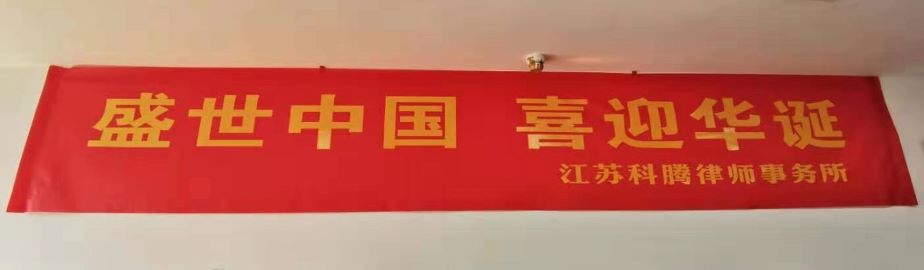 盛世中国 喜迎华诞
江苏科腾律师事务所